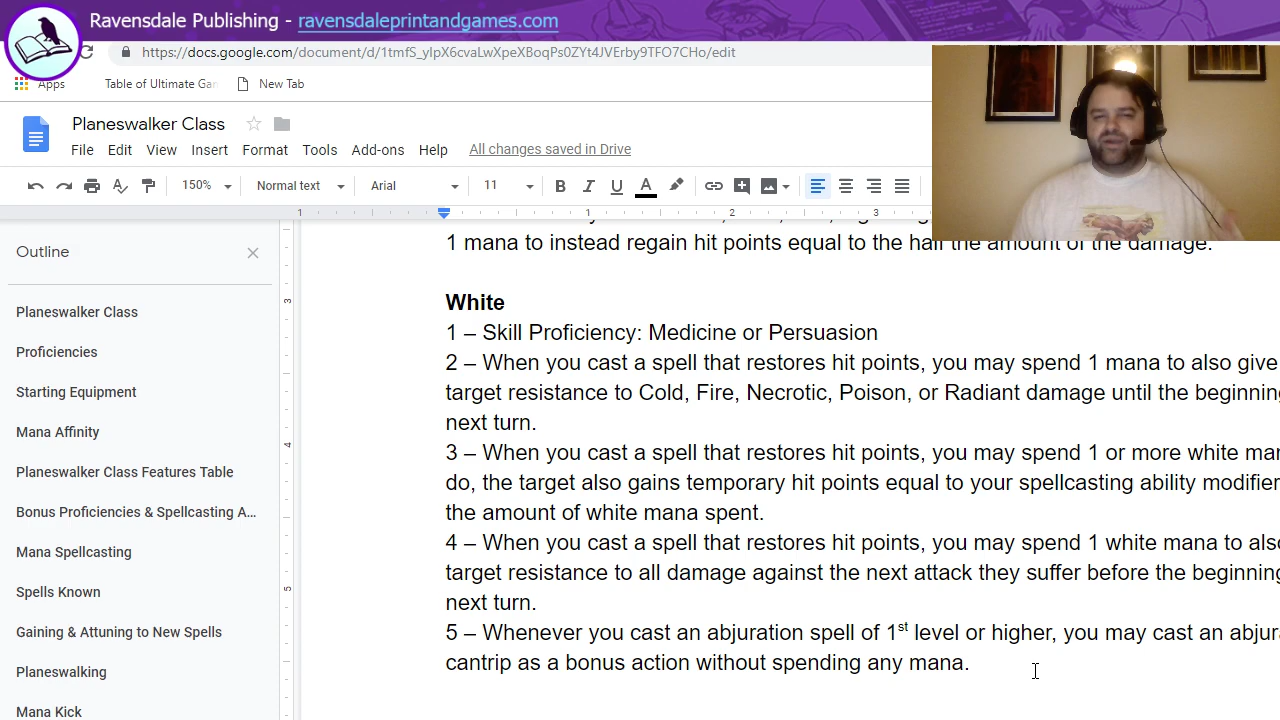 Ravensdale Publishing - ravensdaleprintandgames.com
https://docs.google.com/document/d/1tmfS_yIpX6cvaLwXpeXBoqPs0ZYt4JVErby9TFO7CHo/edit
Apps Table of Ultimate Gar New Tab
Planeswalker Class
File Edit View Insert Format Tools Add-ons Help All changes saved in Drive
150% Normal text Arial 11 B I U A
1 1 2 3
Outline
Planeswalker Class
Proficiencies
Starting Equipment
Mana Affinity
Planeswalker Class Features Table
Bonus Proficiencies & Spellcasting A...
Mana Spellcasting
Spells Known
Gaining & Attuning to New Spells
Planeswalking
Mana Kick
3
4
5
1 mana to instead regain hit points equal to the half the amount of the damage.
White
1 – Skill Proficiency: Medicine or Persuasion
2 – When you cast a spell that restores hit points, you may spend 1 mana to also give
target resistance to Cold, Fire, Necrotic, Poison, or Radiant damage until the beginning
next turn.
3 – When you cast a spell that restores hit points, you may spend 1 or more white
do, the target also gains temporary hit points equal to your spellcasting ability modifier
the amount of white mana spent.
4 – When you cast a spell that restores hit points, you may spend 1 white mana to also
target resistance to all damage against the next attack they suffer before the beginning
next turn.
5 – Whenever you cast an abjuration spell of 1st level or higher, you may cast an
cantrip as a bonus action without spending any mana.